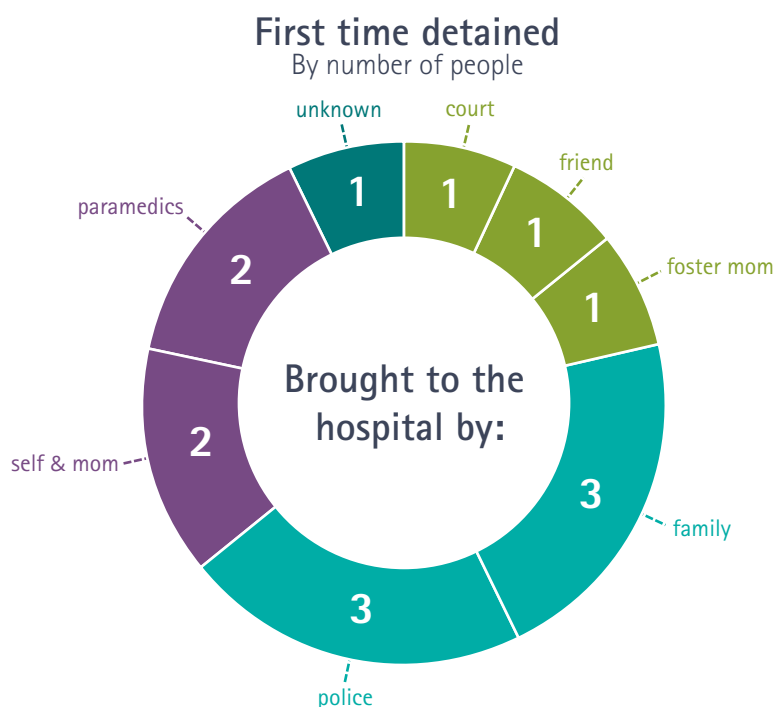 First time detained
By number of people
unknown
court
friend
paramedics
foster mom
1
1
1
2
1
Brought to the
hospital by:
self & mom
2
3
family
3
police